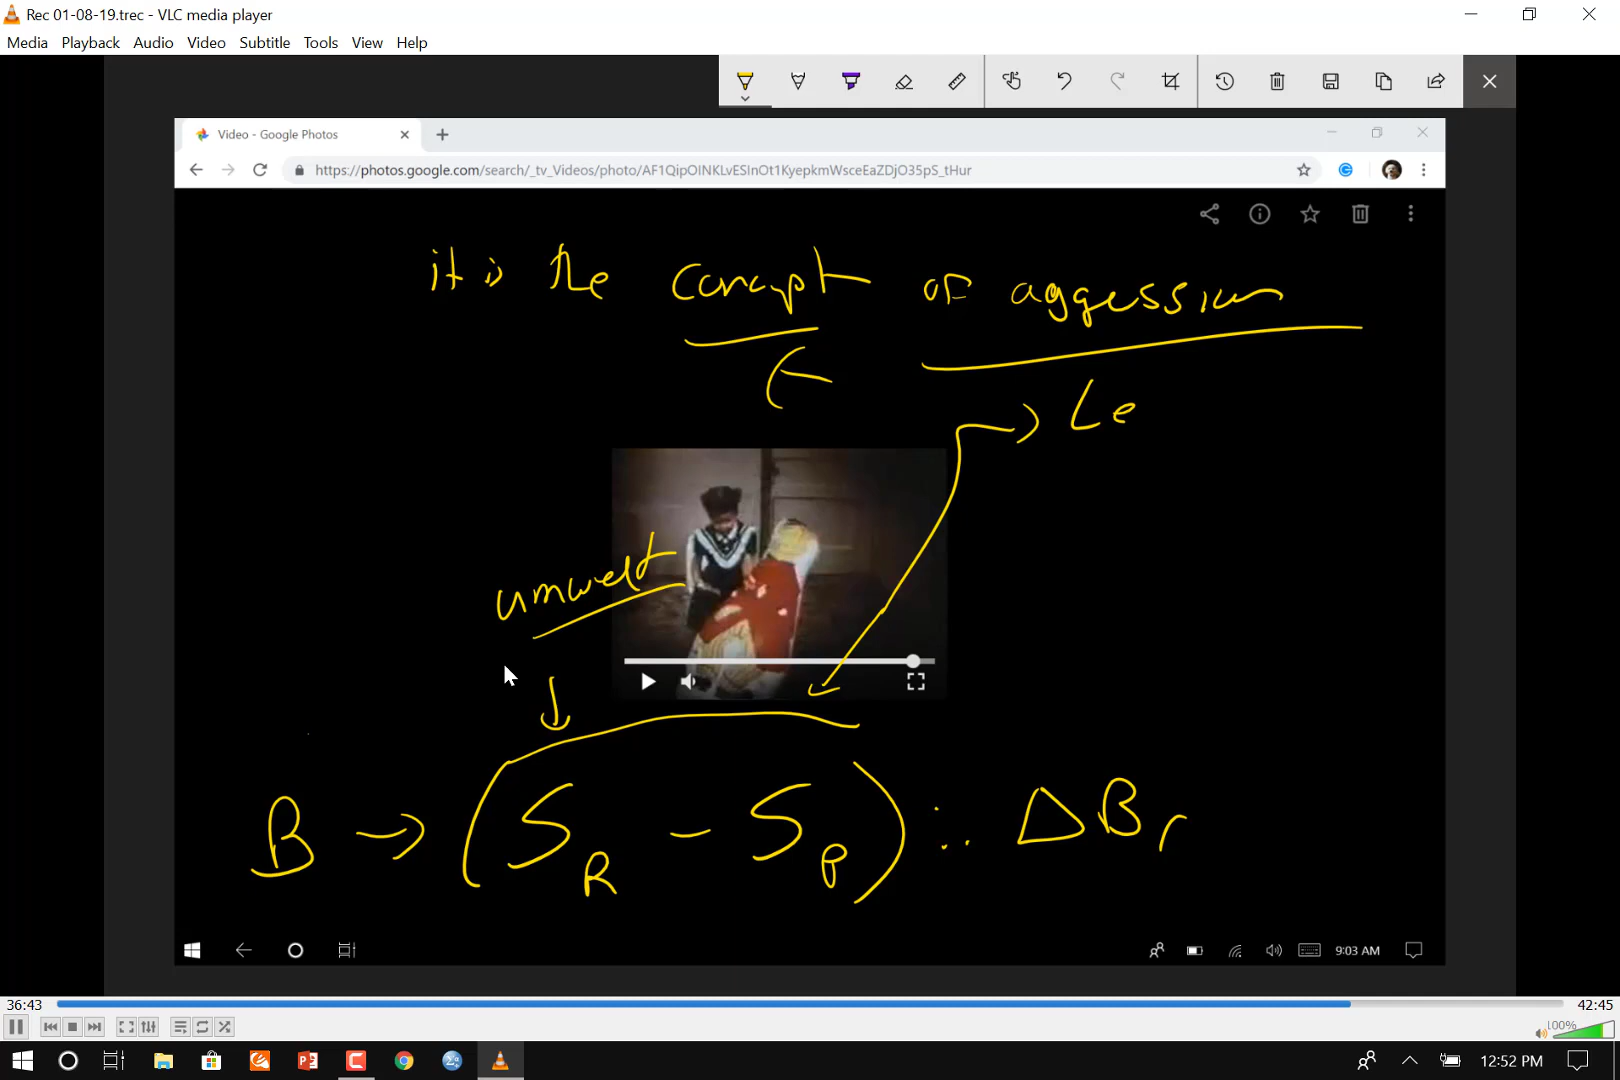 Rec 01-08-19.trec - VLC media player
Media Playback Audio Video Subtitle Tools View Help
Video - Google Photos
https://photos.google.com/search/_tv_Videos/photo/AF1QipOINKLvESInOt1KyepkmWsceEaZDjO35pS_tHur
it is the concept of aggession
Le
umwelt
B → (S_R - S_P) ∴ Δ B r
9:03 AM
36:43 42:45
100%
12:52 PM